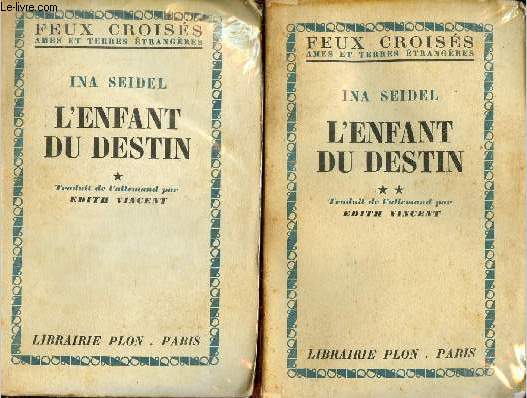 Le-livre.com
FEUX CROISÉS
AMES ET TERRES ÉTRANGÈRES
INA SEIDEL
L'ENFANT
DU DESTIN
★
Traduit de l'allemand par
EDITH VINCENT
LIBRAIRIE PLON . PARIS
FEUX CROISÉS
AMES ET TERRES ÉTRANGÈRES
INA SEIDEL
L'ENFANT
DU DESTIN
★ ★
Traduit de l'allemand par
EDITH VINCENT
LIBRAIRIE PLON . PARIS